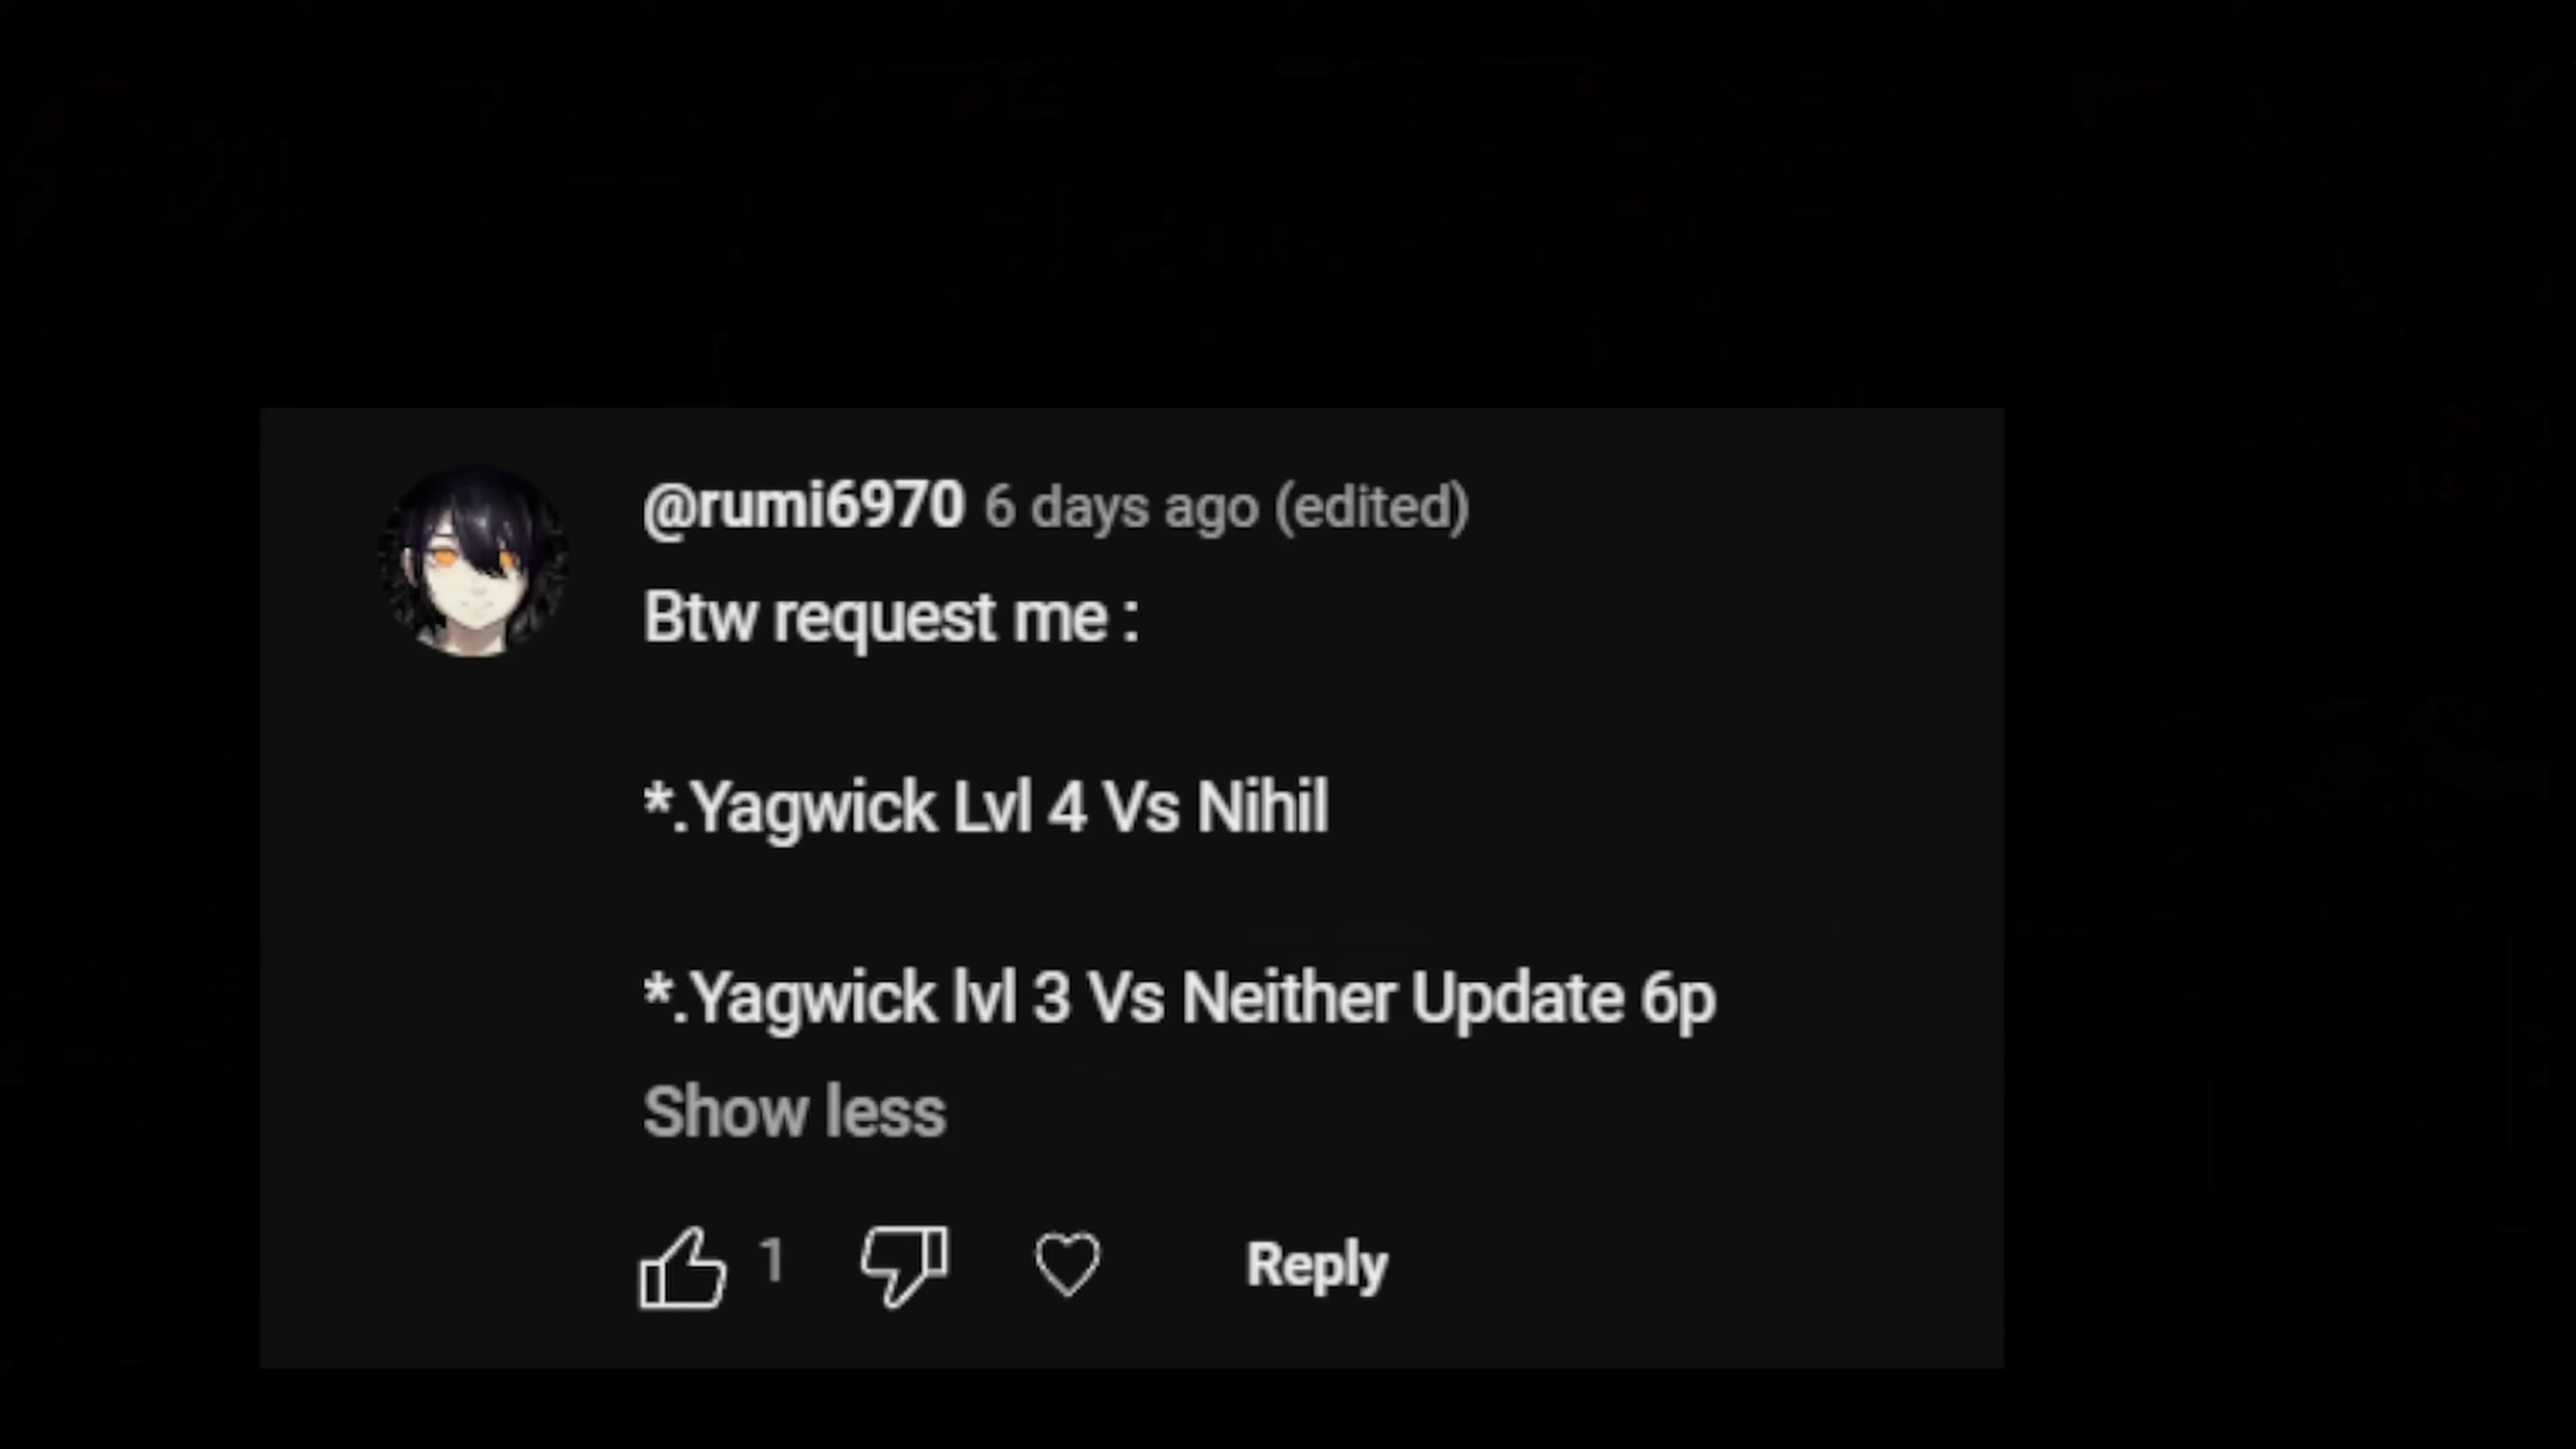 @rumi6970 6 days ago (edited)
Btw request me :
*.Yagwick Lvl 4 Vs Nihil
*.Yagwick lvl 3 Vs Neither Update 6p
Show less
1 Reply